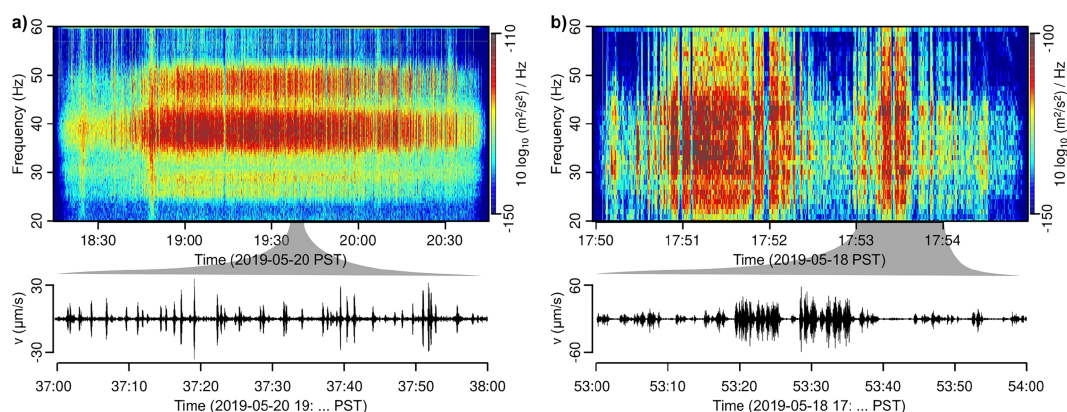 a)
60
50
40
30
20
Frequency (Hz)
-110
-150
10 log10 (m²/s²) / Hz
18:30 19:00 19:30 20:00 20:30
Time (2019-05-20 PST)
30
-30
v (µm/s)
37:00 37:10 37:20 37:30 37:40 37:50 38:00
Time (2019-05-20 19: ... PST)
b)
60
50
40
30
20
Frequency (Hz)
-100
-150
10 log10 (m²/s²) / Hz
17:50 17:51 17:52 17:53 17:54
Time (2019-05-18 PST)
60
-60
v (µm/s)
53:00 53:10 53:20 53:30 53:40 53:50 54:00
Time (2019-05-18 17: ... PST)